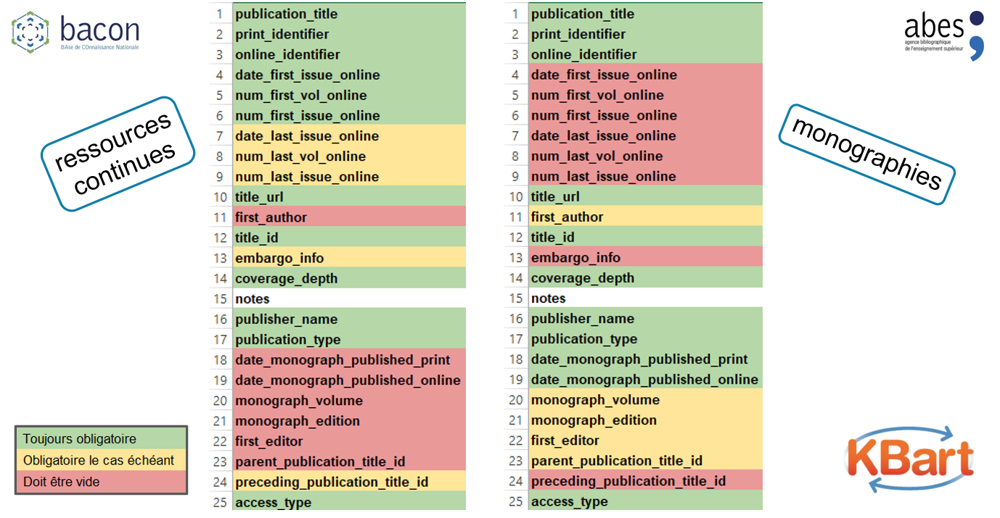 bacon
BAse de COnnaissance Nationale
ressources
continues
1 publication_title
2 print_identifier
3 online_identifier
4 date_first_issue_online
5 num_first_vol_online
6 num_first_issue_online
7 date_last_issue_online
8 num_last_vol_online
9 num_last_issue_online
10 title_url
11 first_author
12 title_id
13 embargo_info
14 coverage_depth
15 notes
16 publisher_name
17 publication_type
18 date_monograph_published_print
19 date_monograph_published_online
20 monograph_volume
21 monograph_edition
22 first_editor
23 parent_publication_title_id
24 preceding_publication_title_id
25 access_type
1 publication_title
2 print_identifier
3 online_identifier
4 date_first_issue_online
5 num_first_vol_online
6 num_first_issue_online
7 date_last_issue_online
8 num_last_vol_online
9 num_last_issue_online
10 title_url
11 first_author
12 title_id
13 embargo_info
14 coverage_depth
15 notes
16 publisher_name
17 publication_type
18 date_monograph_published_print
19 date_monograph_published_online
20 monograph_volume
21 monograph_edition
22 first_editor
23 parent_publication_title_id
24 preceding_publication_title_id
25 access_type
abes
agence bibliographique
de l'enseignement supérieur
monographies
Toujours obligatoire
Obligatoire le cas échéant
Doit être vide
KBart